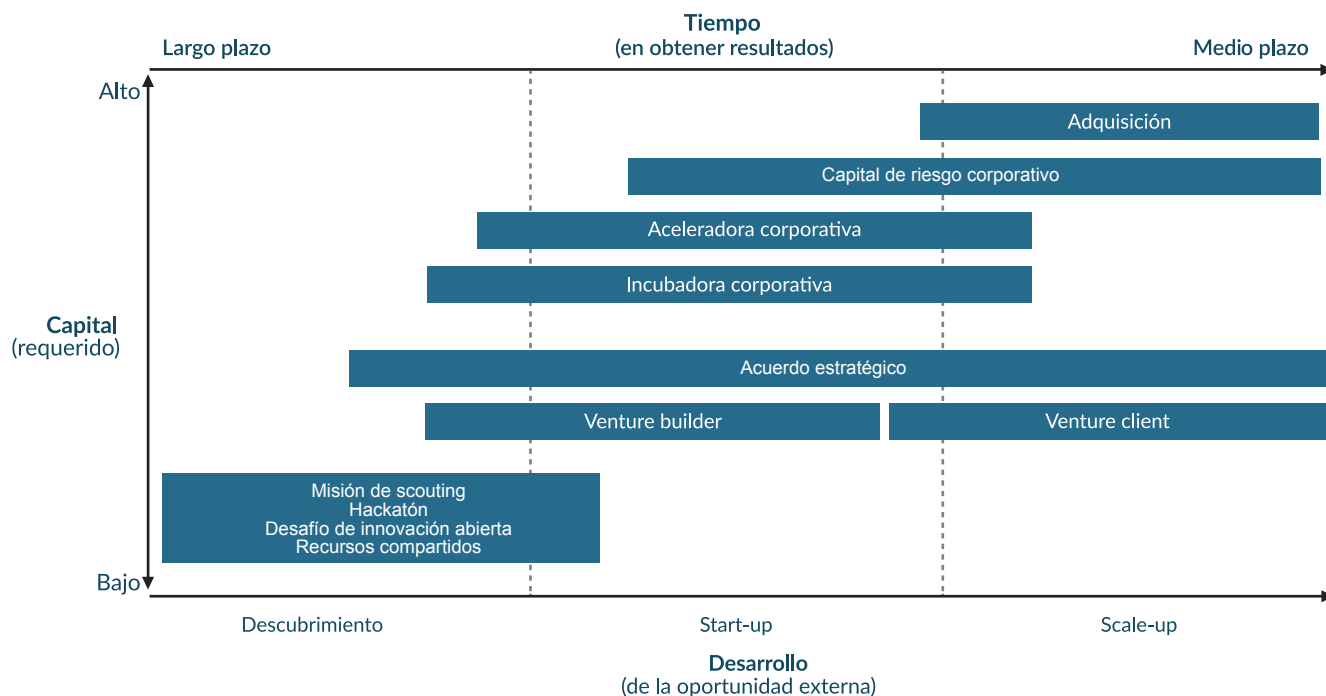 Tiempo
(en obtener resultados)
Largo plazo
Medio plazo
Alto
Adquisición
Capital de riesgo corporativo
Aceleradora corporativa
Incubadora corporativa
Capital
(requerido)
Acuerdo estratégico
Venture builder
Venture client
Misión de scouting
Hackatón
Desafío de innovación abierta
Recursos compartidos
Bajo
Descubrimiento
Start-up
Scale-up
Desarrollo
(de la oportunidad externa)